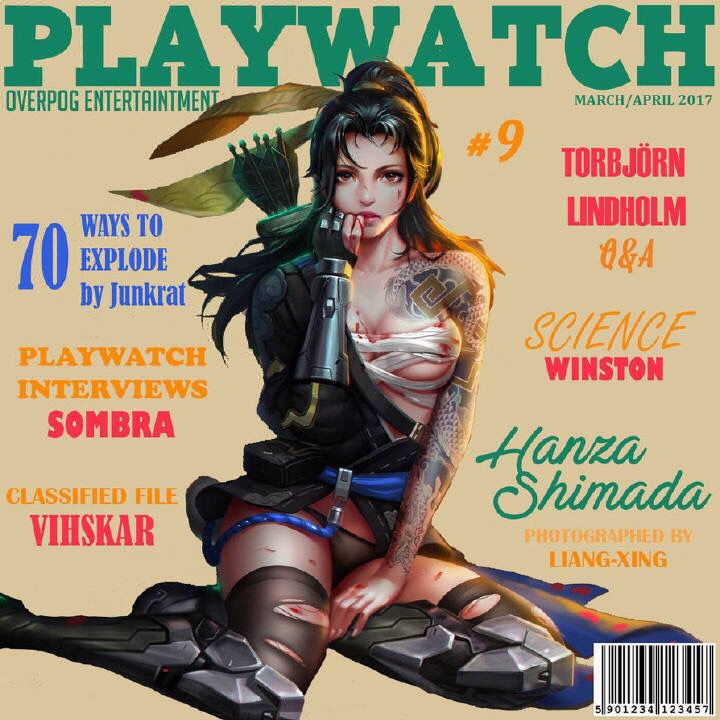 PLAYWATCH
OVERPOG ENTERTAINTMENT
MARCH/APRIL 2017
#9
TORBJÖRN
LINDHOLM
Q&A
70 WAYS TO
EXPLODE
by Junkrat
SCIENCE
WINSTON
PLAYWATCH
INTERVIEWS
SOMBRA
Hanza
Shimada
PHOTOGRAPHED BY
LIANG-XING
CLASSIFIED FILE
VIHSKAR
5 901234 123457